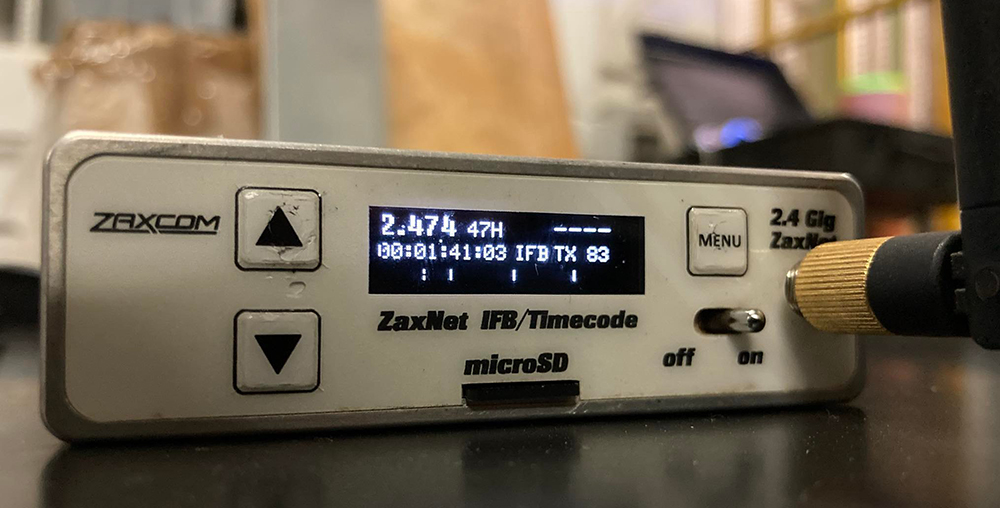 ZAXCOM
2.474 47H ----
00:01:41:03 IFB TX 83
MENU
2.4 Gig
ZaxNet
ZaxNet IFB/Timecode
microSD
off on